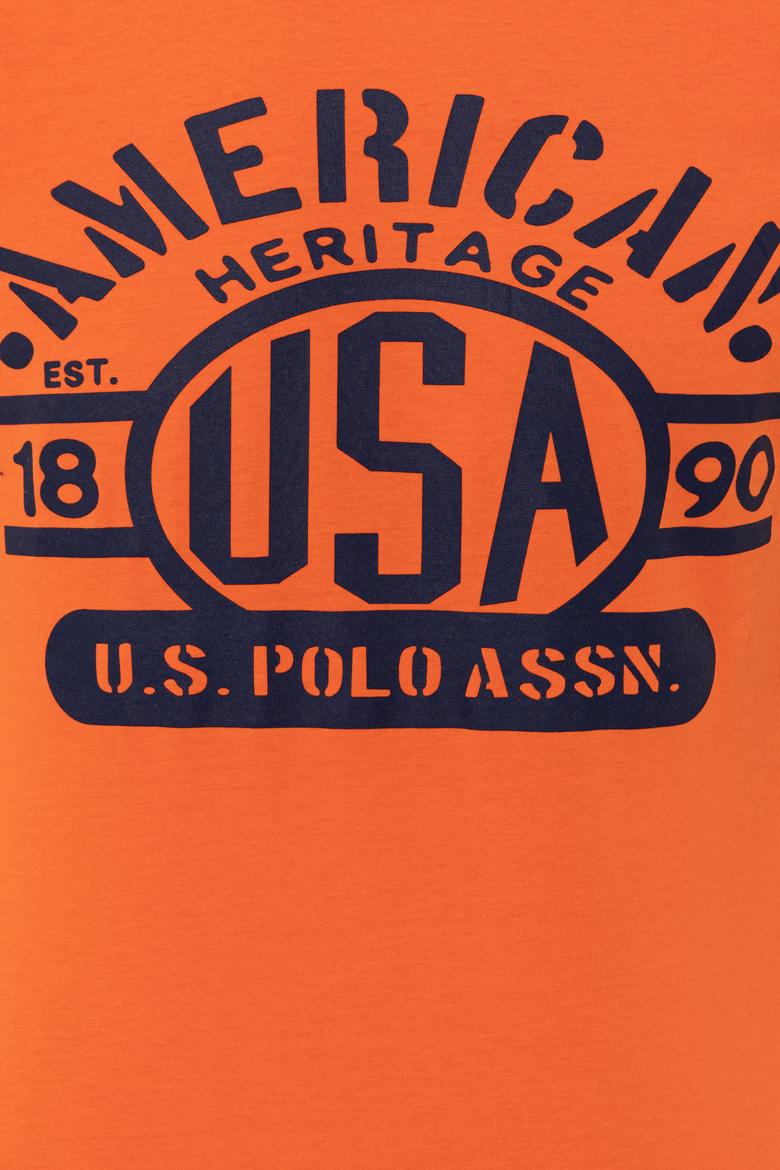 AMERICAN
HERITAGE
EST.
18 USA 90
U.S. POLO ASSN.